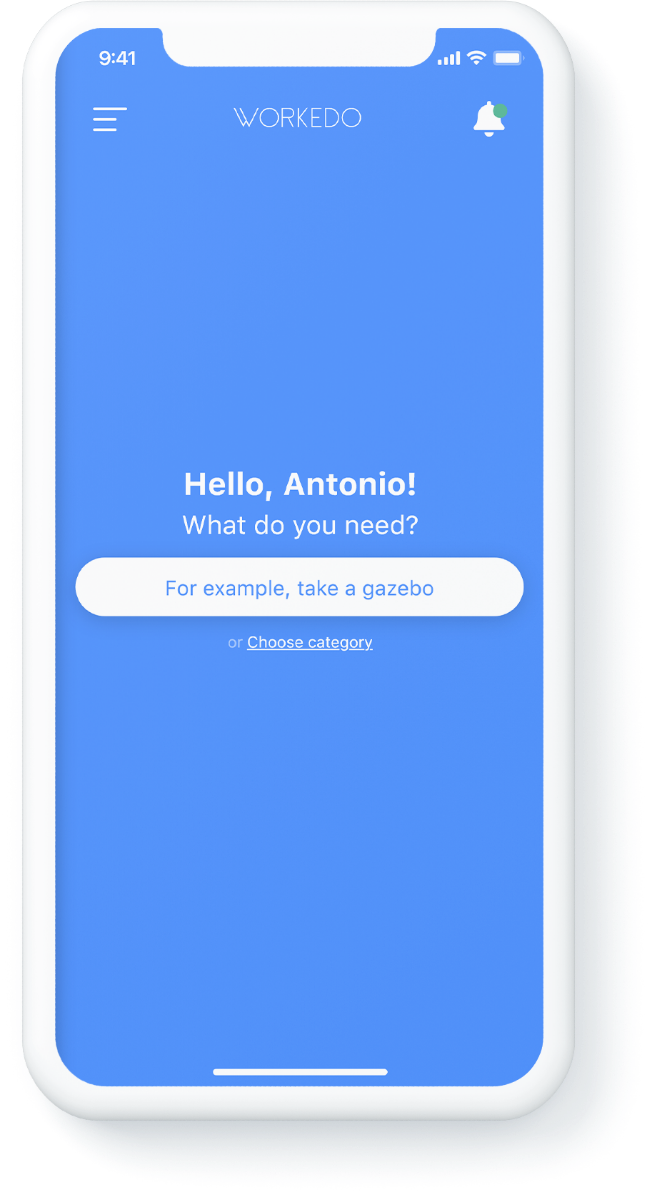 9:41
WORKEDO
Hello, Antonio!
What do you need?
For example, take a gazebo
or Choose category